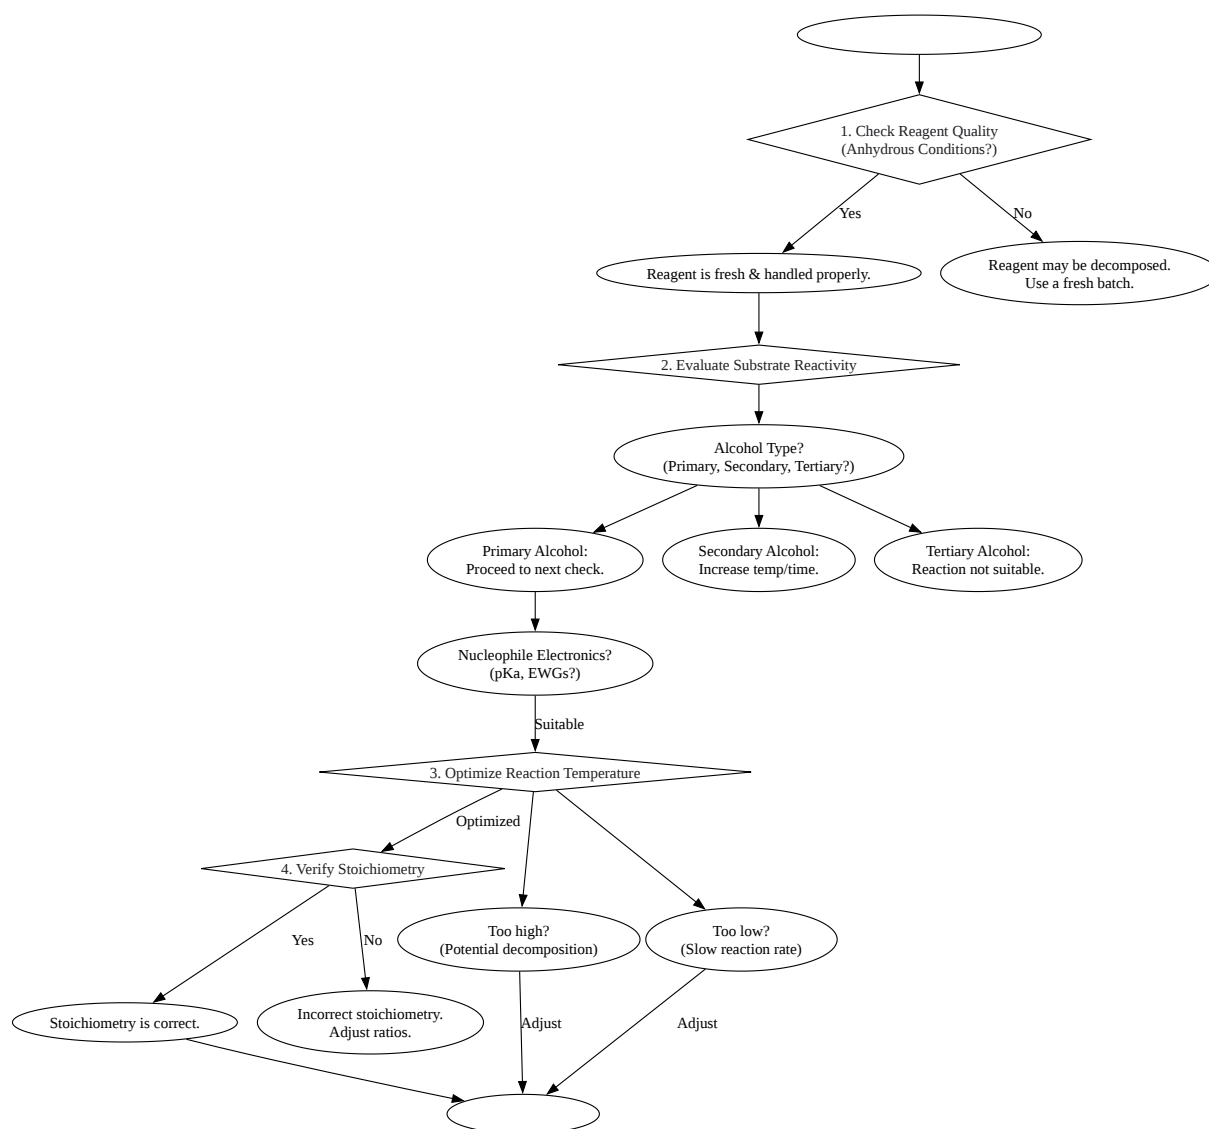 1. Check Reagent Quality
(Anhydrous Conditions?)
Yes
No
Reagent is fresh & handled properly.
Reagent may be decomposed.
Use a fresh batch.
2. Evaluate Substrate Reactivity
Alcohol Type?
(Primary, Secondary, Tertiary?)
Primary Alcohol:
Proceed to next check.
Secondary Alcohol:
Increase temp/time.
Tertiary Alcohol:
Reaction not suitable.
Nucleophile Electronics?
(pKa, EWGs?)
Suitable
3. Optimize Reaction Temperature
Optimized
4. Verify Stoichiometry
Yes
No
Too high?
(Potential decomposition)
Too low?
(Slow reaction rate)
Stoichiometry is correct.
Incorrect stoichiometry.
Adjust ratios.
Adjust
Adjust